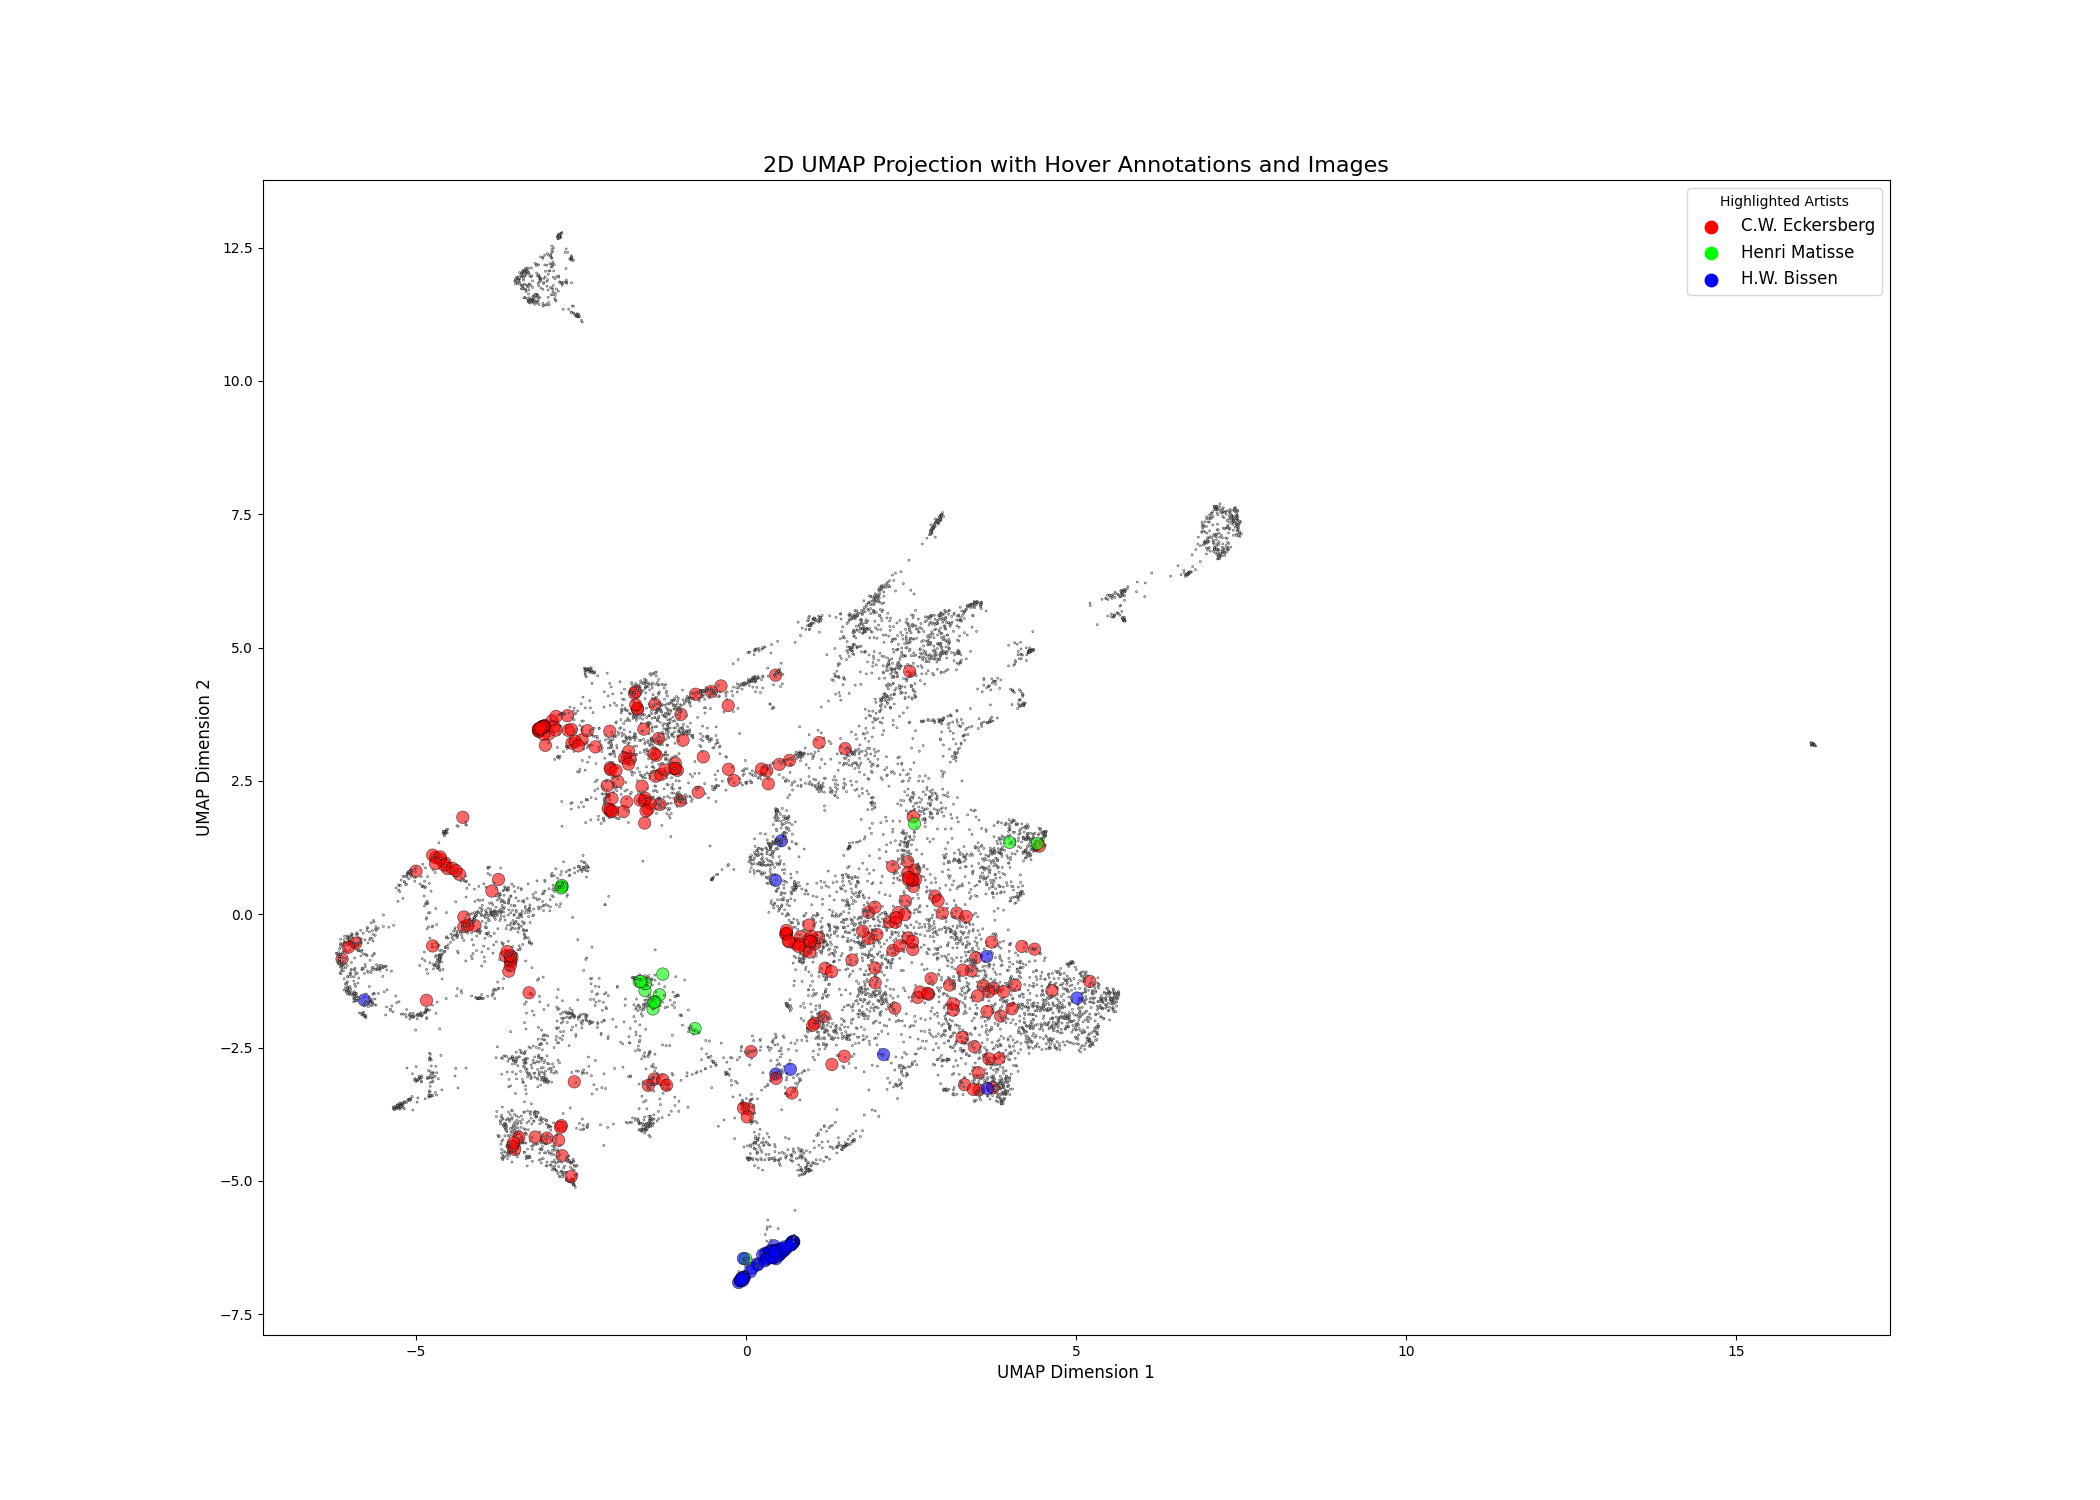 2D UMAP Projection with Hover Annotations and Images
Highlighted Artists
C.W. Eckersberg
Henri Matisse
H.W. Bissen
12.5
10.0
7.5
5.0
2.5
0.0
−2.5
−5.0
−7.5
UMAP Dimension 2
−5
0
5
10
15
UMAP Dimension 1